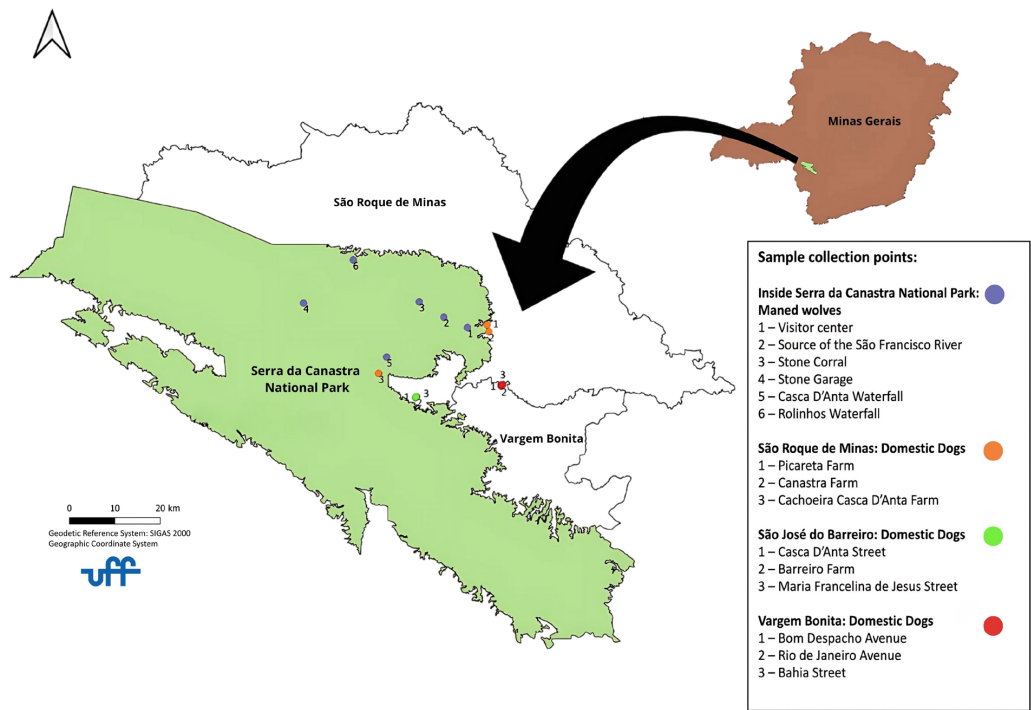 Minas Gerais
São Roque de Minas
6
4
3
2
1
1
5
3
Serra da Canastra
National Park
3
1
2
1
3
Vargem Bonita
0 10 20 km
Geodetic Reference System: SIGAS 2000
Geographic Coordinate System
uff
Sample collection points:
Inside Serra da Canastra National Park:
Maned wolves
1 – Visitor center
2 – Source of the São Francisco River
3 – Stone Corral
4 – Stone Garage
5 – Casca D'Anta Waterfall
6 – Rolinhos Waterfall
São Roque de Minas: Domestic Dogs
1 – Picareta Farm
2 – Canastra Farm
3 – Cachoeira Casca D'Anta Farm
São José do Barreiro: Domestic Dogs
1 – Casca D'Anta Street
2 – Barreiro Farm
3 – Maria Francelina de Jesus Street
Vargem Bonita: Domestic Dogs
1 – Bom Despacho Avenue
2 – Rio de Janeiro Avenue
3 – Bahia Street